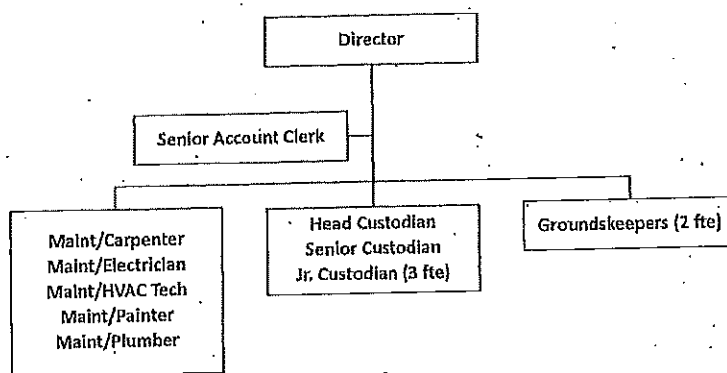 Director
Senior Account Clerk
Maint/Carpenter
Maint/Electrician
Maint/HVAC Tech
Maint/Painter
Maint/Plumber
Head Custodian
Senior Custodian
Jr. Custodian (3 fte)
Groundskeepers (2 fte)